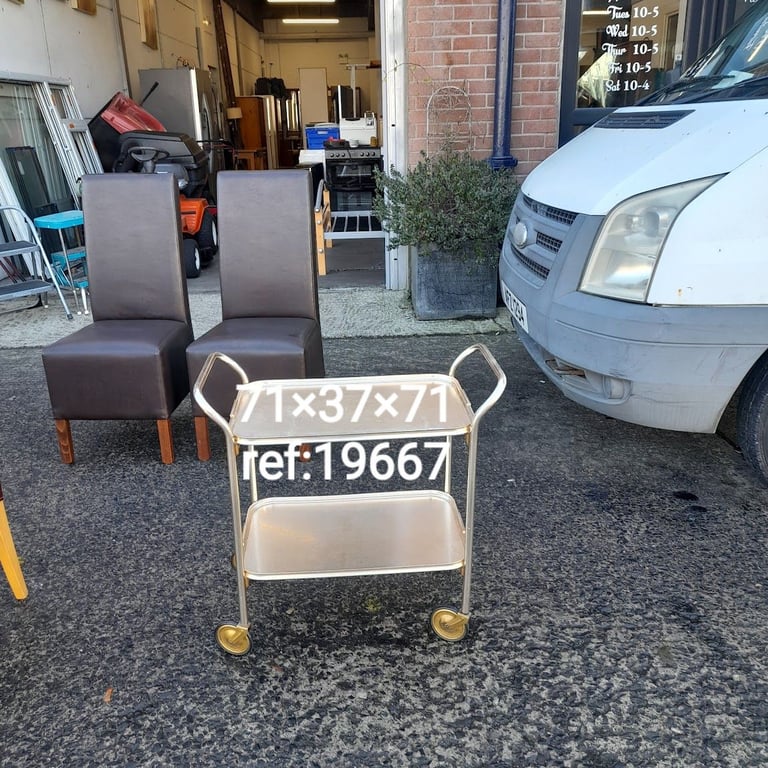 Tues 10-5
Wed 10-5
Thur 10-5
Fri 10-5
Sat 10-4
71×37×71
ref:19667